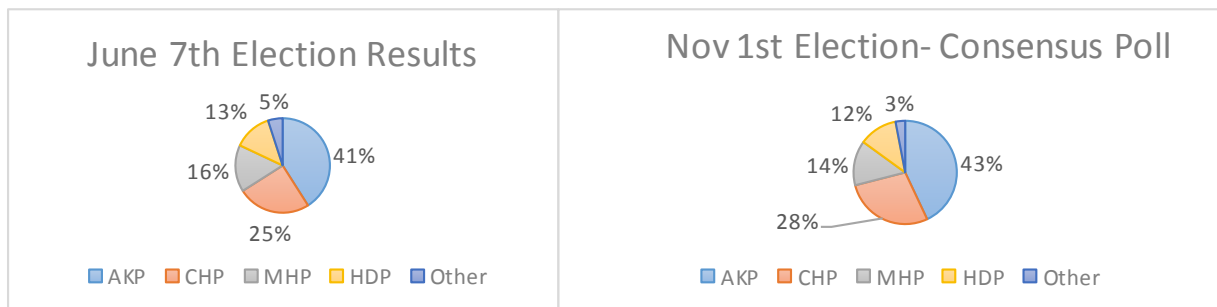 June 7th Election Results
5%
13%
41%
16%
25%
AKP CHP MHP HDP Other
Nov 1st Election- Consensus Poll
3%
12%
43%
14%
28%
AKP CHP MHP HDP Other